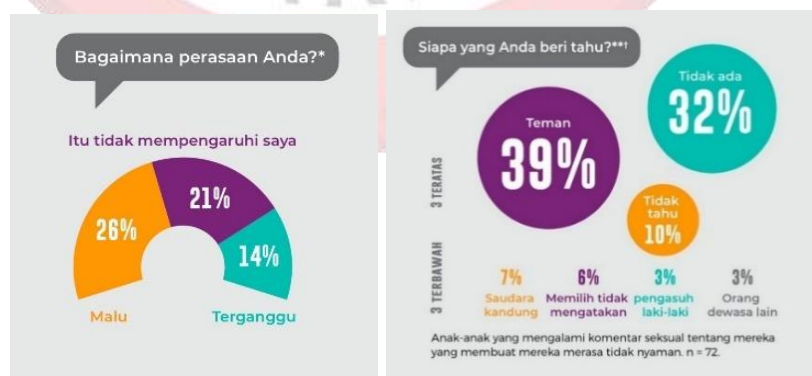 Bagaimana perasaan Anda?*
Itu tidak mempengaruhi saya
26%
21%
14%
Malu
Terganggu
Siapa yang Anda beri tahu?**†
3 TERATAS
Teman
39%
Tidak ada
32%
Tidak
tahu
10%
3 TERBAWAH
7%
Saudara
kandung
6%
Memilih tidak
mengatakan
3%
pengasuh
laki-laki
3%
Orang
dewasa lain
Anak-anak yang mengalami komentar seksual tentang mereka
yang membuat mereka merasa tidak nyaman. n = 72.